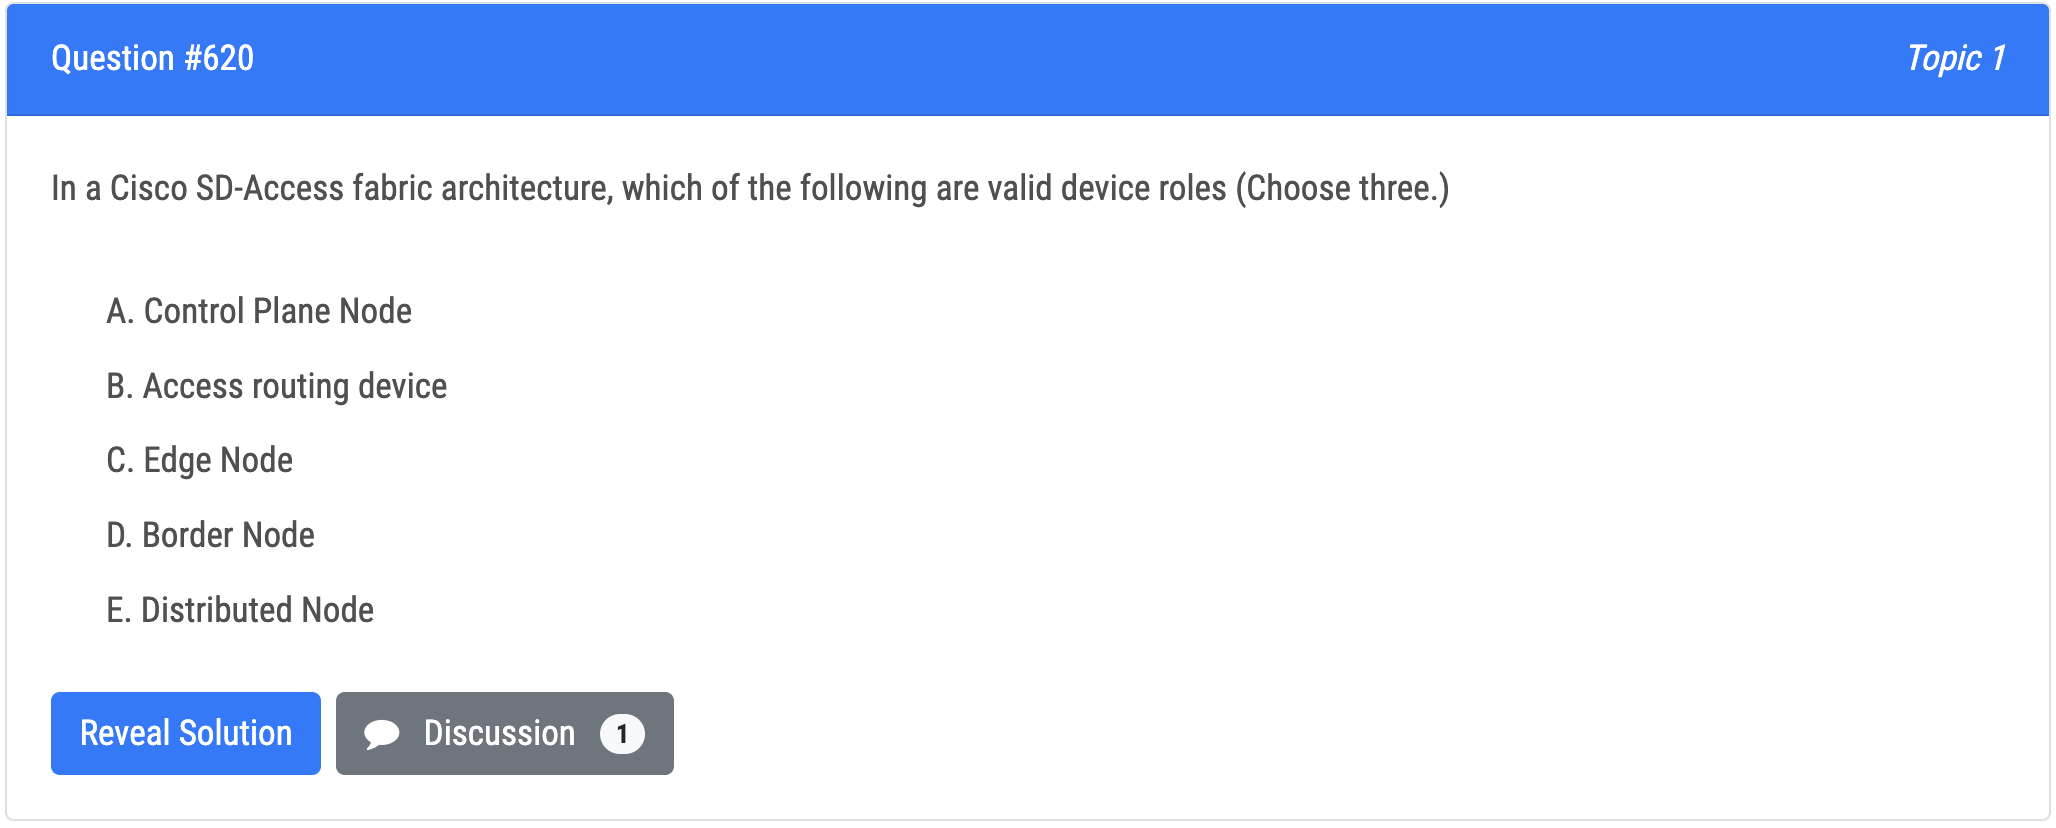 Question #620
Topic 1
In a Cisco SD-Access fabric architecture, which of the following are valid device roles (Choose three.)
A. Control Plane Node
B. Access routing device
C. Edge Node
D. Border Node
E. Distributed Node
Reveal Solution
Discussion 1